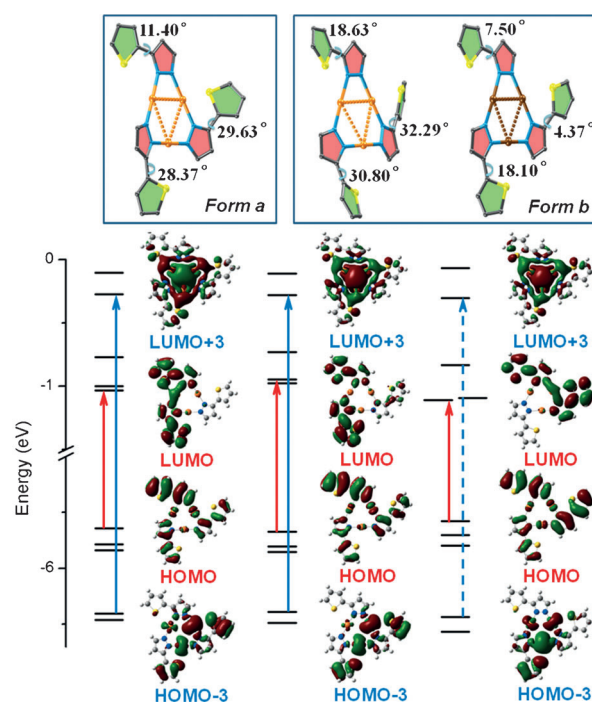 11.40°
29.63°
28.37°
Form a
18.63°
32.29°
30.80°
7.50°
4.37°
18.10°
Form b
Energy (eV)
0
-1
-6
LUMO+3 LUMO+3 LUMO+3
LUMO LUMO LUMO
HOMO HOMO HOMO
HOMO-3 HOMO-3 HOMO-3